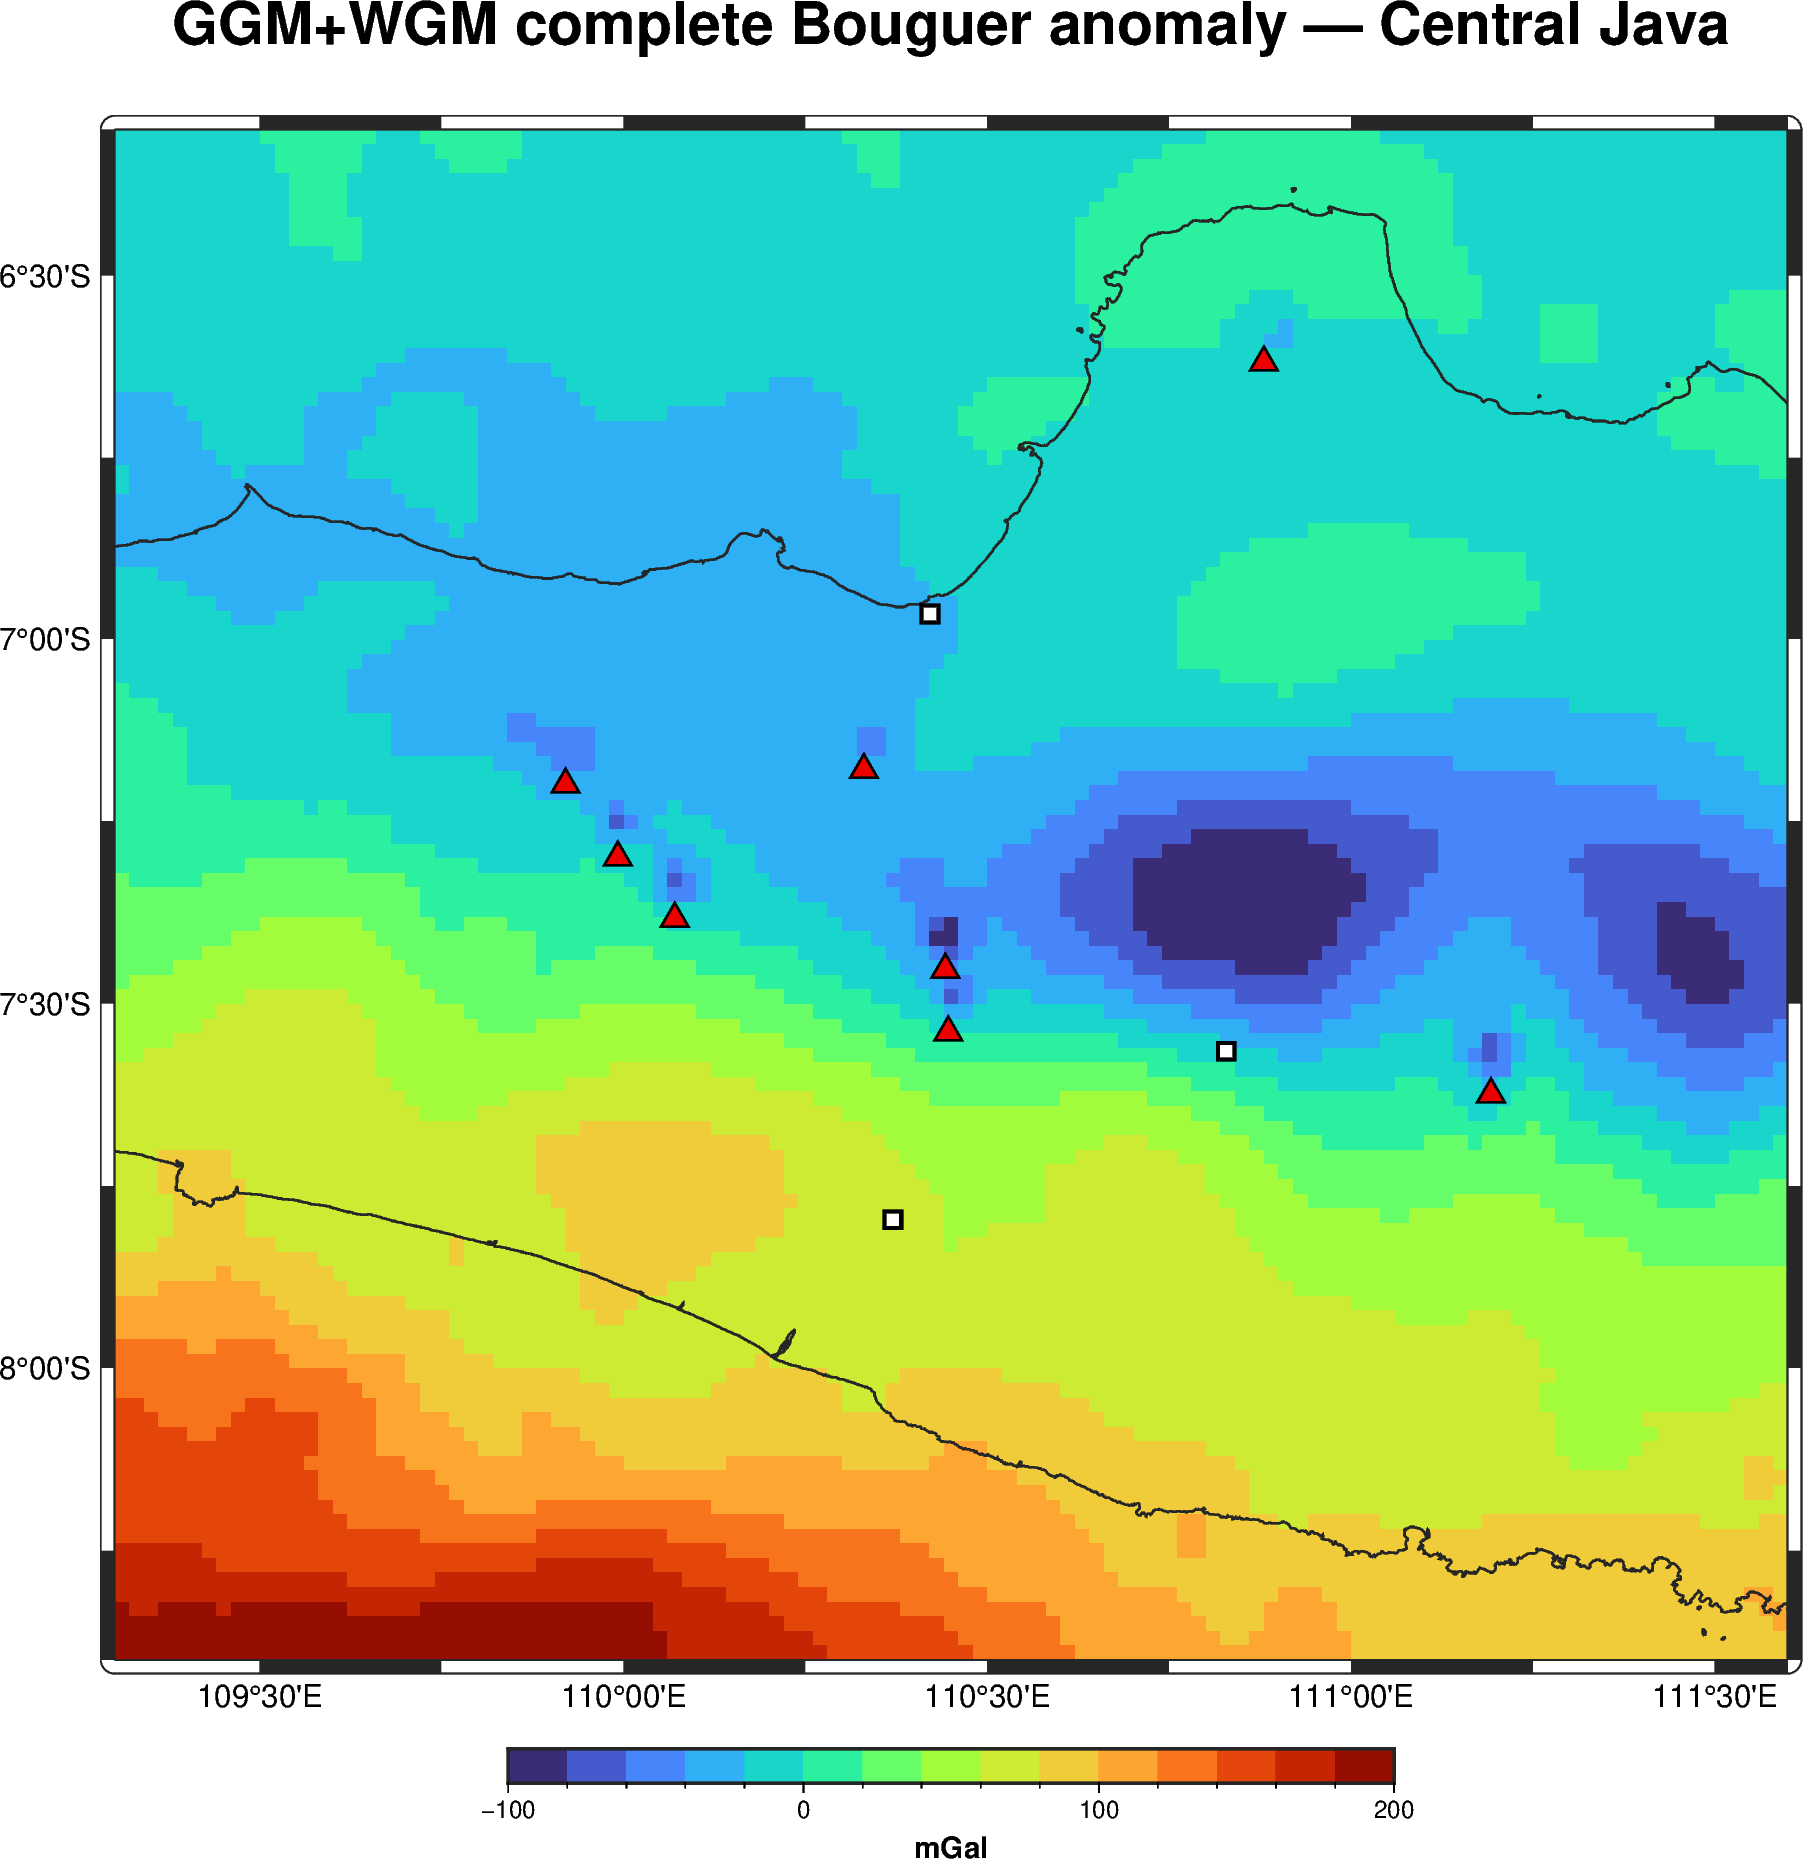 GGM+WGM complete Bouguer anomaly — Central Java
6°30'S
7°00'S
7°30'S
8°00'S
109°30'E 110°00'E 110°30'E 111°00'E 111°30'E
−100 0 100 200
mGal